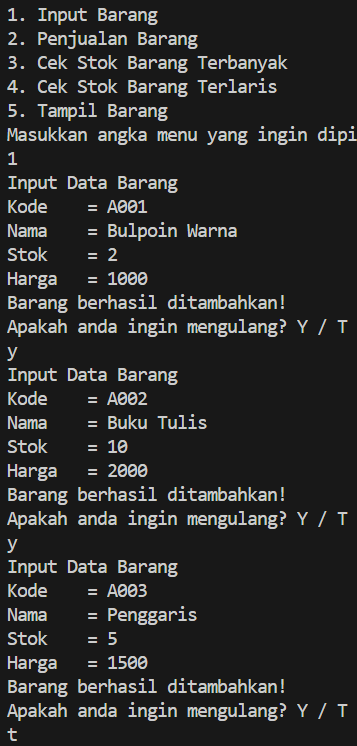 1. Input Barang
2. Penjualan Barang
3. Cek Stok Barang Terbanyak
4. Cek Stok Barang Terlaris
5. Tampil Barang
Masukkan angka menu yang ingin dipi
1
Input Data Barang
Kode    = A001
Nama    = Bulpoin Warna
Stok    = 2
Harga   = 1000
Barang berhasil ditambahkan!
Apakah anda ingin mengulang? Y / T
y
Input Data Barang
Kode    = A002
Nama    = Buku Tulis
Stok    = 10
Harga   = 2000
Barang berhasil ditambahkan!
Apakah anda ingin mengulang? Y / T
y
Input Data Barang
Kode    = A003
Nama    = Penggaris
Stok    = 5
Harga   = 1500
Barang berhasil ditambahkan!
Apakah anda ingin mengulang? Y / T
t